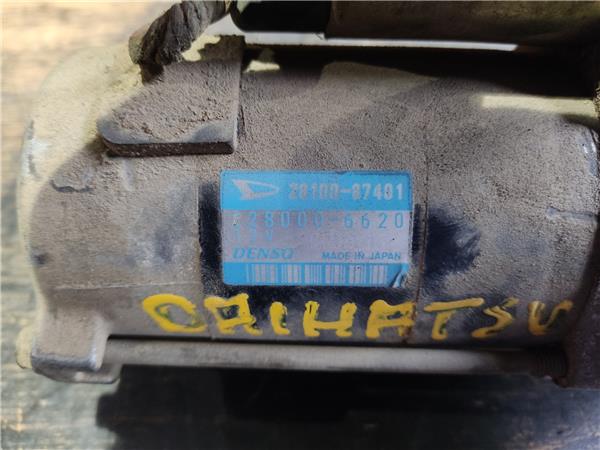 28100-87401
228000-6620
DENSO MADE IN JAPAN
DAIHATSU